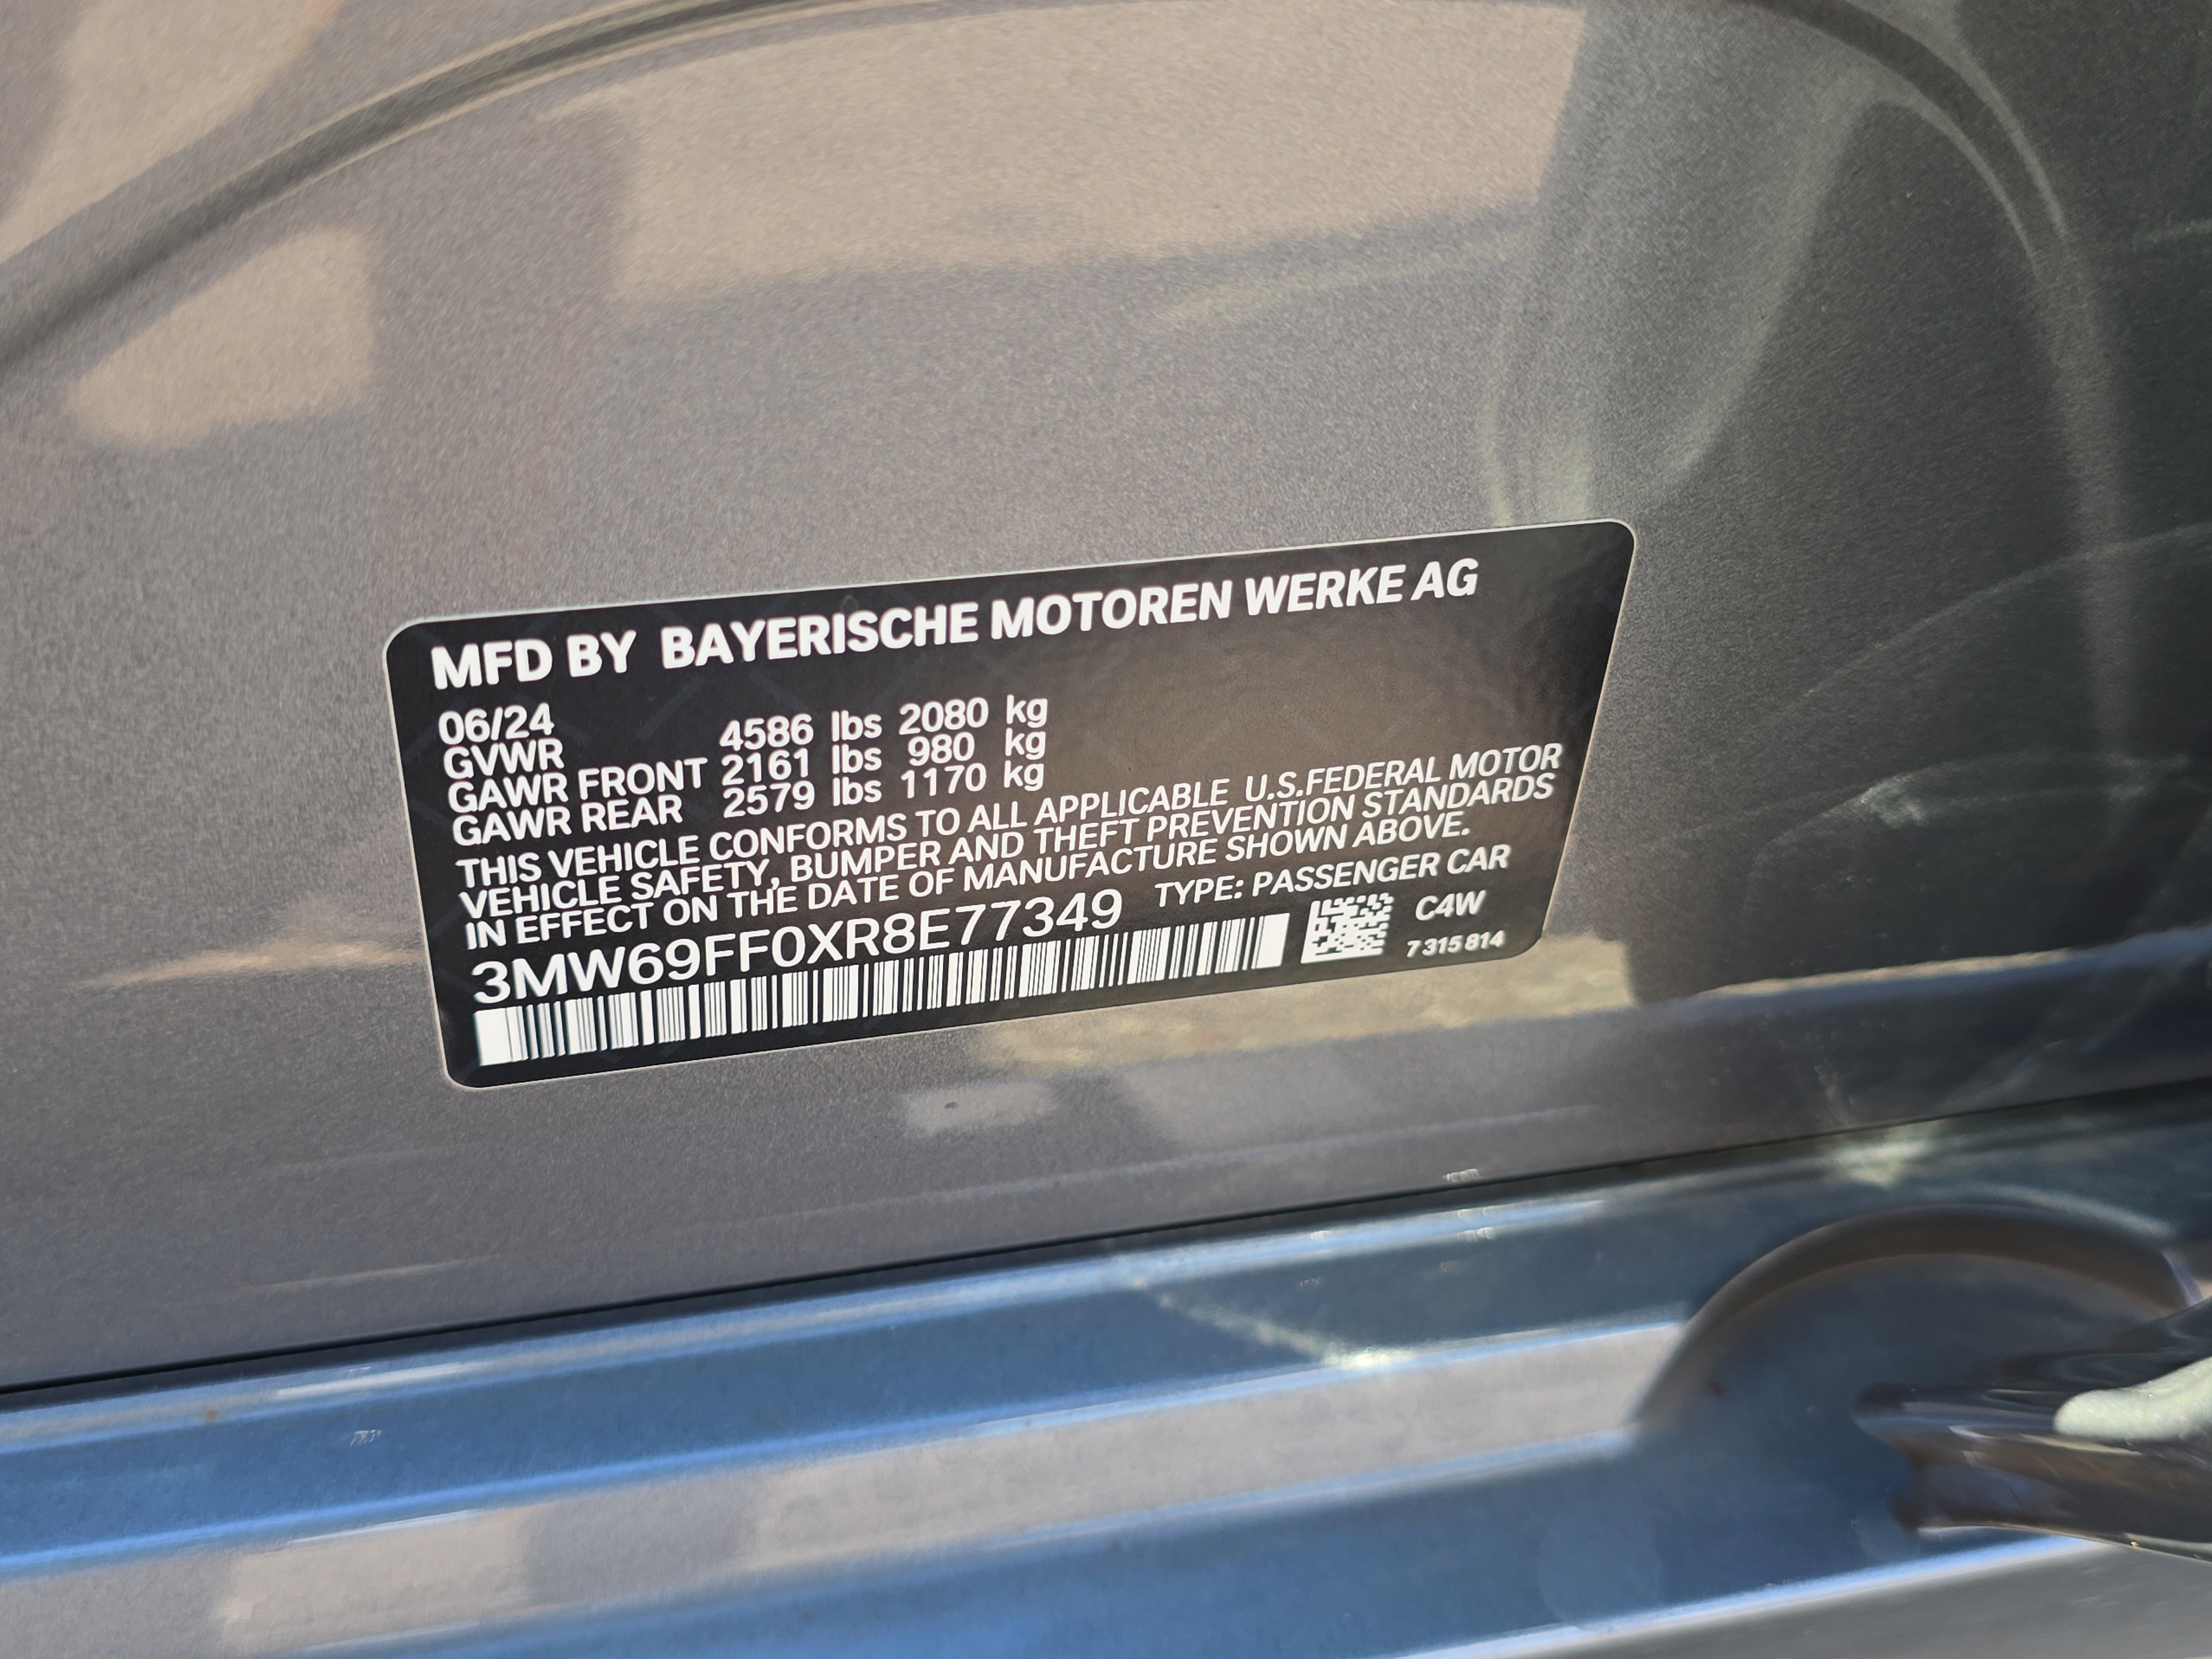 MFD BY BAYERISCHE MOTOREN WERKE AG
06/24
GVWR 4586 lbs 2080 kg
GAWR FRONT 2161 lbs 980 kg
GAWR REAR 2579 lbs 1170 kg
THIS VEHICLE CONFORMS TO ALL APPLICABLE U.S.FEDERAL MOTOR
VEHICLE SAFETY, BUMPER AND THEFT PREVENTION STANDARDS
IN EFFECT ON THE DATE OF MANUFACTURE SHOWN ABOVE.
3MW69FF0XR8E77349 TYPE: PASSENGER CAR
C4W
7 315 814